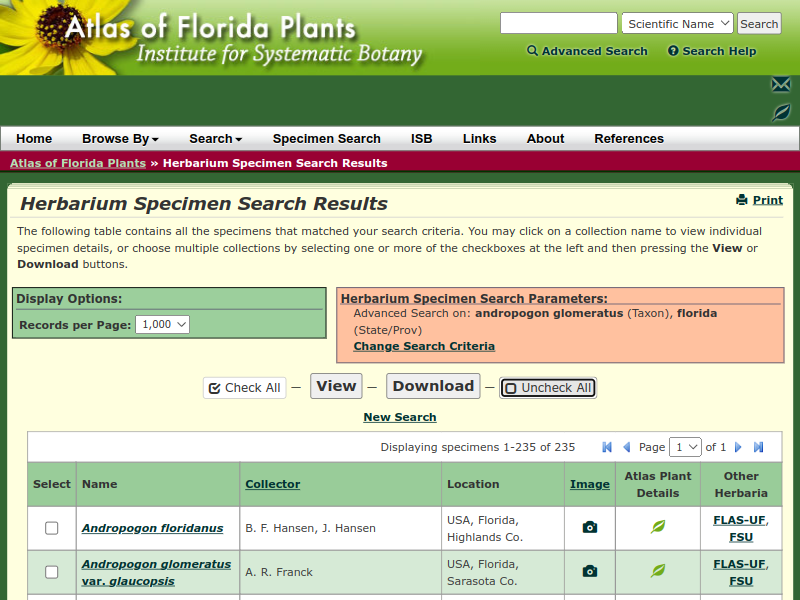 Atlas of Florida Plants
Institute for Systematic Botany
Scientific Name
Search
Advanced Search
Search Help
Home
Browse By
Search
Specimen Search
ISB
Links
About
References
Atlas of Florida Plants » Herbarium Specimen Search Results
Herbarium Specimen Search Results
Print
The following table contains all the specimens that matched your search criteria. You may click on a collection name to view individual
specimen details, or choose multiple collections by selecting one or more of the checkboxes at the left and then pressing the View or
Download buttons.
Display Options:
Records per Page: 1,000
Herbarium Specimen Search Parameters:
Advanced Search on: andropogon glomeratus (Taxon), florida
(State/Prov)
Change Search Criteria
Check All – View – Download – Uncheck All
New Search
Displaying specimens 1-235 of 235
Page 1 of 1
Select
Name
Collector
Location
Image
Atlas Plant
Details
Other
Herbaria
Andropogon floridanus
B. F. Hansen, J. Hansen
USA, Florida,
Highlands Co.
FLAS-UF,
FSU
Andropogon glomeratus
var. glaucopsis
A. R. Franck
USA, Florida,
Sarasota Co.
FLAS-UF,
FSU